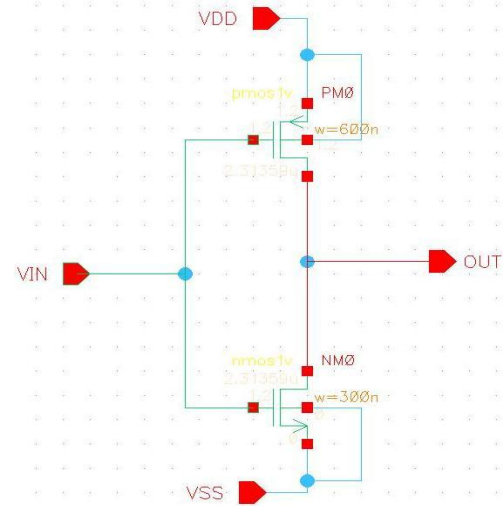 VDD
pmos1v
PM0
w=600n
2.31359u
VIN
OUT
nmos1v
NM0
2.31359u
w=300n
VSS